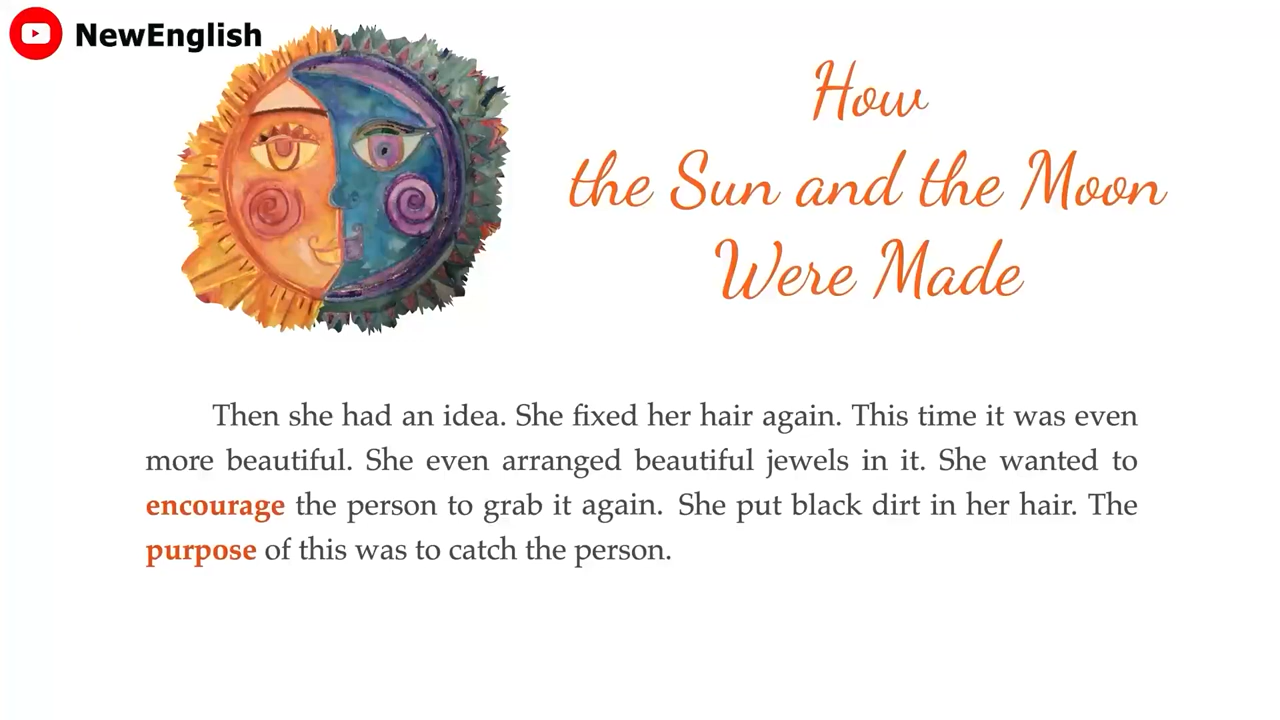 NewEnglish
How
the Sun and the Moon
Were Made
Then she had an idea. She fixed her hair again. This time it was even
more beautiful. She even arranged beautiful jewels in it. She wanted to
encourage the person to grab it again. She put black dirt in her hair. The
purpose of this was to catch the person.